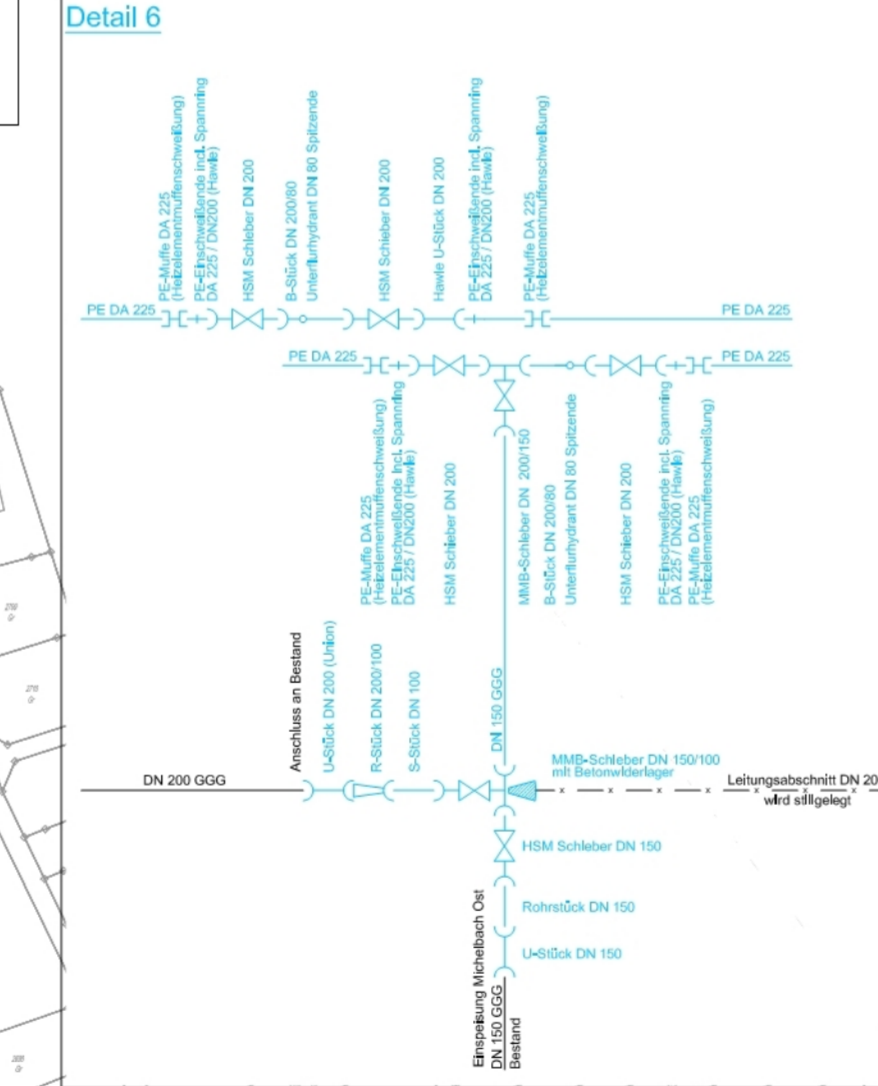 Detail 6
PE-Muffe DA 225
(Heizelementmuffenschweißung)
PE-Einschweißende incl. Spannring
DA 225 / DN200 (Hawle)
HSM Schieber DN 200
B-Stück DN 200/80
Unterflurhydrant DN 80 Spitzende
HSM Schieber DN 200
Hawle U-Stück DN 200
PE-Einschweißende incl. Spannring
DA 225 / DN200 (Hawle)
PE-Muffe DA 225
(Heizelementmuffenschweißung)
PE DA 225
PE DA 225
PE DA 225
PE DA 225
PE-Muffe DA 225
(Heizelementmuffenschweißung)
PE-Einschweißende incl. Spannring
DA 225 / DN200 (Hawle)
HSM Schieber DN 200
MMB-Schieber DN 200/150
B-Stück DN 200/80
Unterflurhydrant DN 80 Spitzende
HSM Schieber DN 200
PE-Einschweißende incl. Spannring
DA 225 / DN200 (Hawle)
PE-Muffe DA 225
(Heizelementmuffenschweißung)
Anschluss an Bestand
U-Stück DN 200 (Union)
R-Stück DN 200/100
S-Stück DN 100
DN 150 GGG
DN 200 GGG
MMB-Schieber DN 150/100
mit Betonwiderlager
Leitungsabschnitt DN 20
wird stillgelegt
HSM Schieber DN 150
Rohrstück DN 150
U-Stück DN 150
Einspeisung Michelbach Ost
DN 150 GGG
Bestand